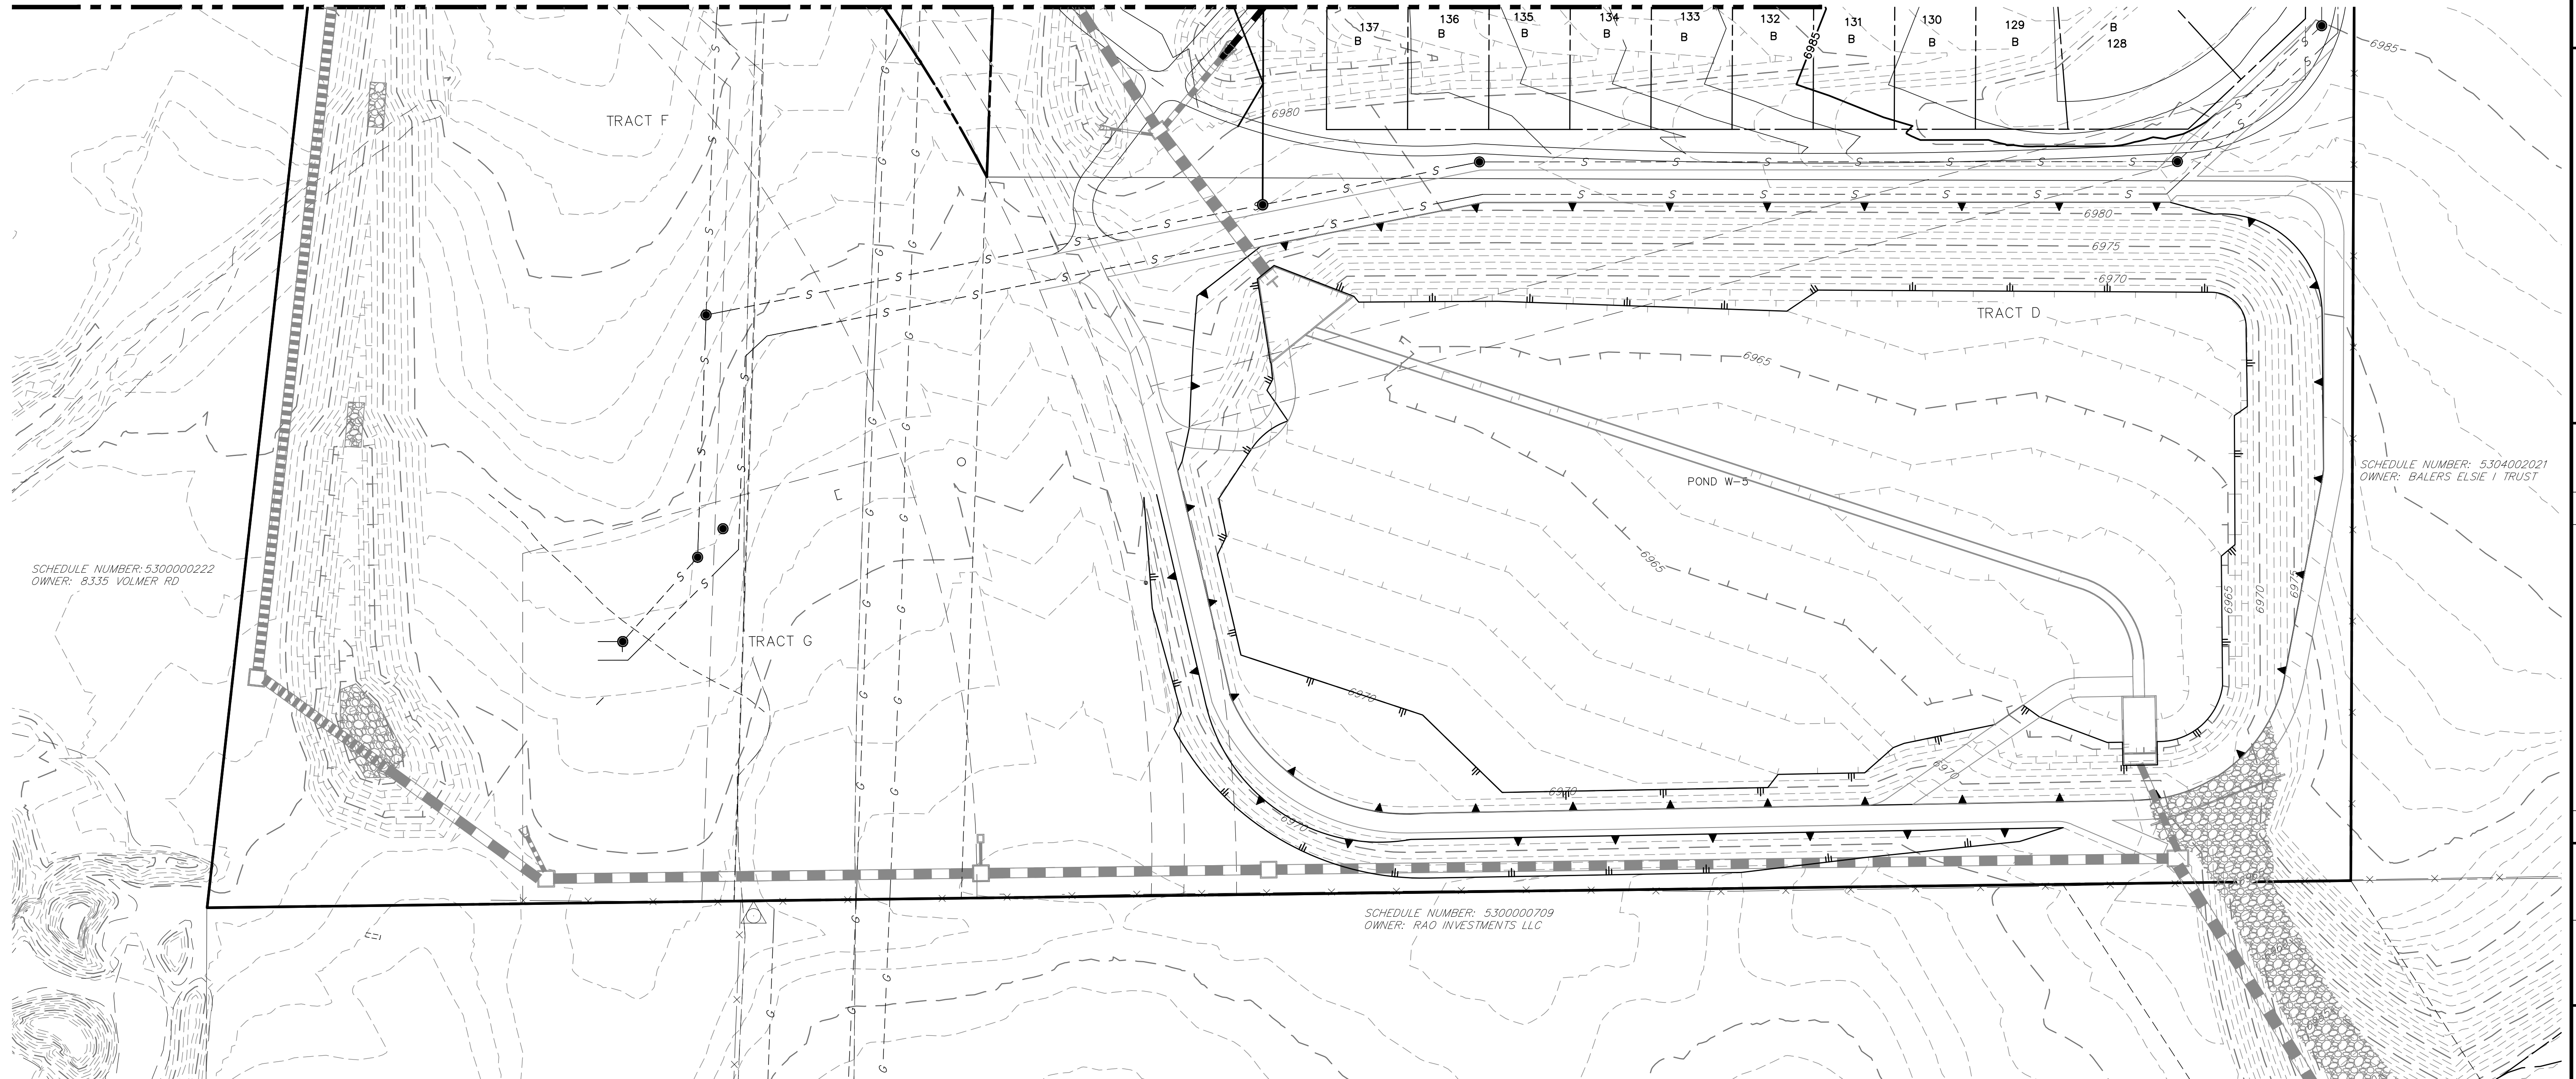 137
B
136
B
135
B
134
B
133
B
132
B
131
B
130
B
129
B
B
128
6985
6985
TRACT F
6980
6980
6975
6970
TRACT D
6965
POND W-5
SCHEDULE NUMBER: 5304002021
OWNER: BALERS ELSIE I TRUST
SCHEDULE NUMBER: 5300000222
OWNER: 8335 VOLMER RD
6965
6965
6970
6975
TRACT G
6970
6970
6970
6970
SCHEDULE NUMBER: 5300000709
OWNER: RAO INVESTMENTS LLC